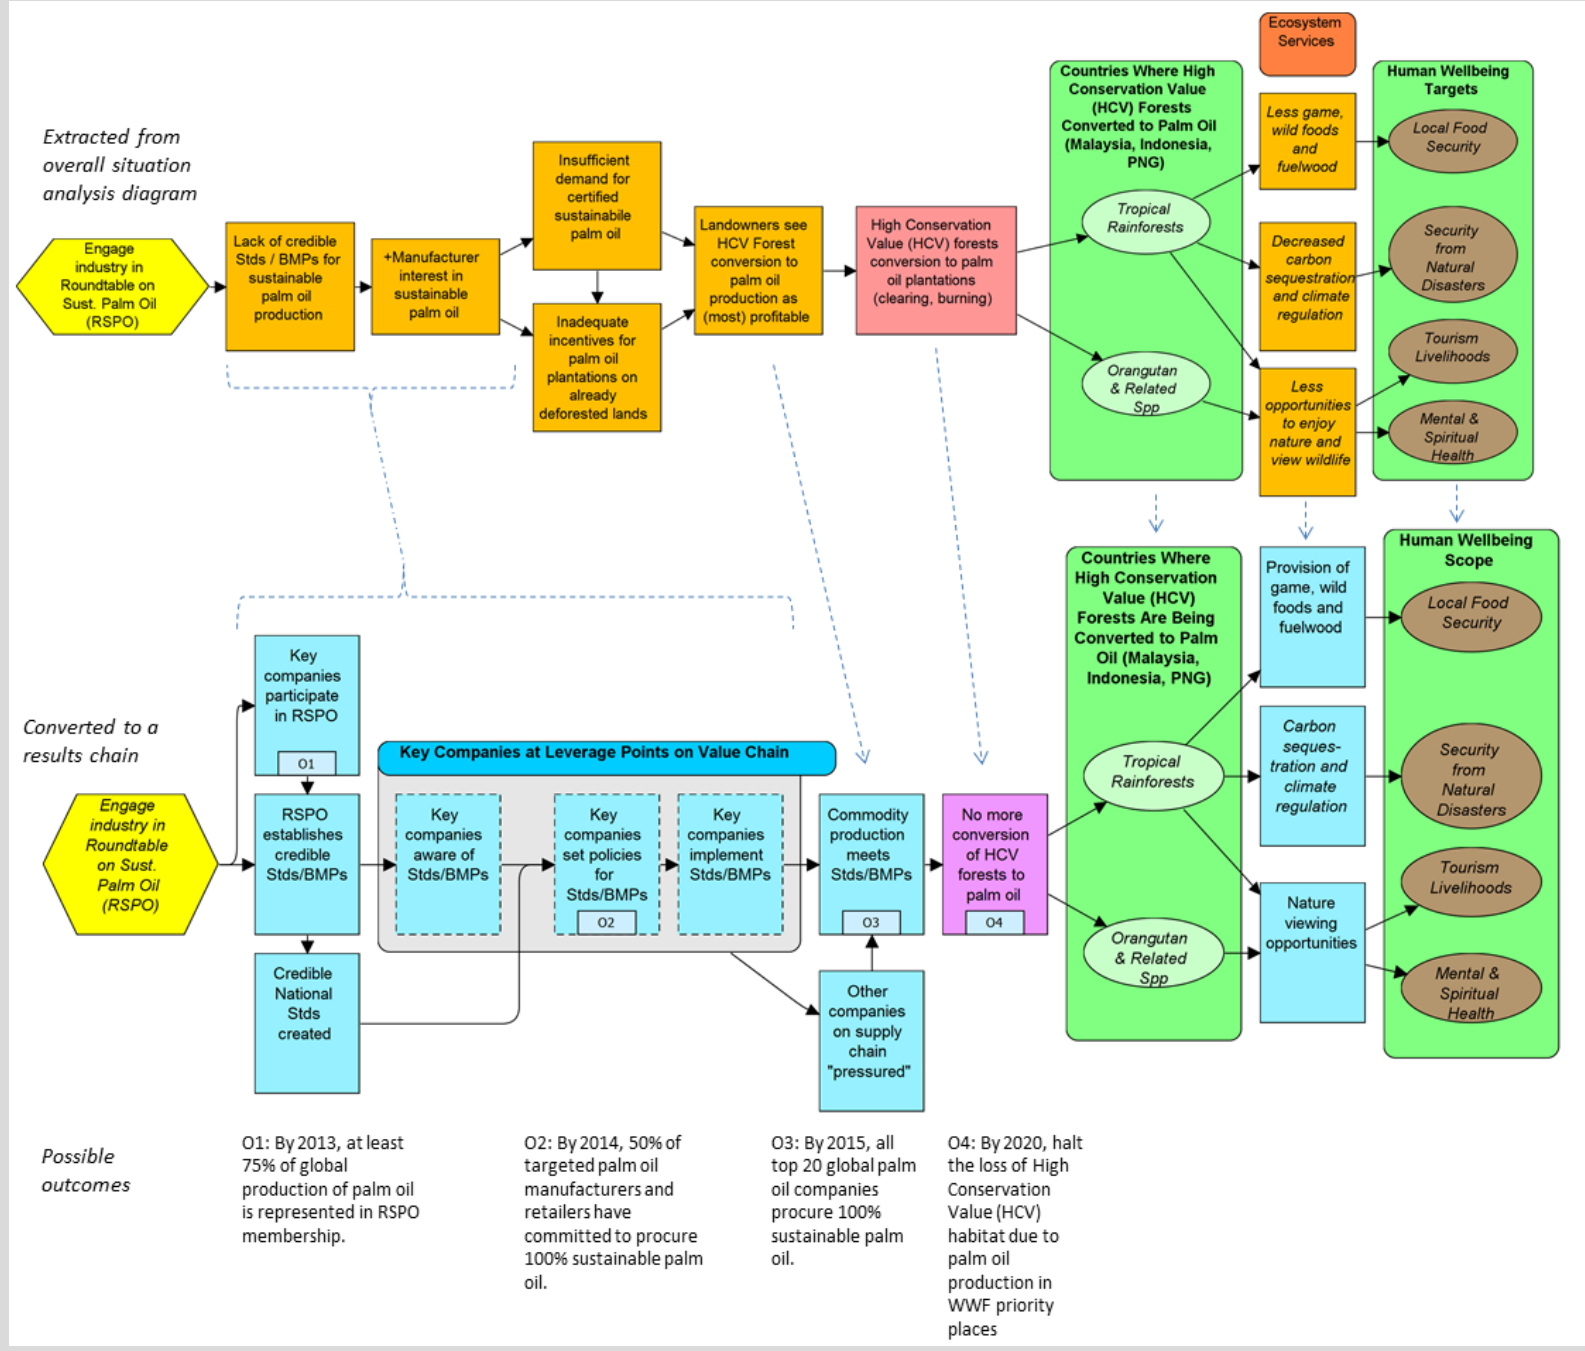 Extracted from
overall situation
analysis diagram
Engage
industry in
Roundtable on
Sust. Palm Oil
(RSPO)
Lack of credible
Stds / BMPs for
sustainable
palm oil
production
+Manufacturer
interest in
sustainable
palm oil
Insufficient
demand for
certified
sustainabile
palm oil
Inadequate
incentives for
palm oil
plantations on
already
deforested lands
Landowners see
HCV Forest
conversion to
palm oil
production as
(most) profitable
High Conservation
Value (HCV) forests
conversion to palm
oil plantations
(clearing, burning)
Countries Where High
Conservation Value
(HCV) Forests
Converted to Palm Oil
(Malaysia, Indonesia,
PNG)
Tropical
Rainforests
Orangutan
& Related
Spp
Ecosystem
Services
Less game,
wild foods
and
fuelwood
Decreased
carbon
sequestration
and climate
regulation
Less
opportunities
to enjoy
nature and
view wildlife
Human Wellbeing
Targets
Local Food
Security
Security
from
Natural
Disasters
Tourism
Livelihoods
Mental &
Spiritual
Health
Converted to a
results chain
Engage
industry in
Roundtable
on Sust.
Palm Oil
(RSPO)
Key
companies
participate
in RSPO
O1
RSPO
establishes
credible
Stds/BMPs
Credible
National
Stds
created
Key Companies at Leverage Points on Value Chain
Key
companies
aware of
Stds/BMPs
Key
companies
set policies
for
Stds/BMPs
O2
Key
companies
implement
Stds/BMPs
Commodity
production
meets
Stds/BMPs
O3
Other
companies
on supply
chain
"pressured"
No more
conversion
of HCV
forests to
palm oil
O4
Countries Where
High Conservation
Value (HCV)
Forests Are Being
Converted to Palm
Oil (Malaysia,
Indonesia, PNG)
Tropical
Rainforests
Orangutan
& Related
Spp
Provision of
game, wild
foods and
fuelwood
Carbon
seques-
tration and
climate
regulation
Nature
viewing
opportunities
Human Wellbeing
Scope
Local Food
Security
Security
from
Natural
Disasters
Tourism
Livelihoods
Mental &
Spiritual
Health
Possible
outcomes
O1: By 2013, at least
75% of global
production of palm oil
is represented in RSPO
membership.
O2: By 2014, 50% of
targeted palm oil
manufacturers and
retailers have
committed to procure
100% sustainable palm
oil.
O3: By 2015, all
top 20 global palm
oil companies
procure 100%
sustainable palm
oil.
O4: By 2020, halt
the loss of High
Conservation
Value (HCV)
habitat due to
palm oil
production in
WWF priority
places